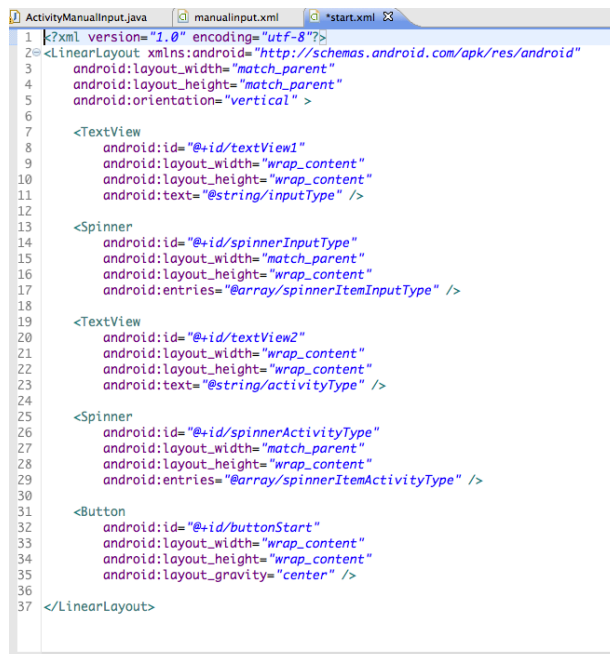 ActivityManualInput.java manualinput.xml *start.xml
1 <?xml version="1.0" encoding="utf-8"?>
2 <LinearLayout xmlns:android="http://schemas.android.com/apk/res/android"
3     android:layout_width="match_parent"
4     android:layout_height="match_parent"
5     android:orientation="vertical" >
6
7     <TextView
8         android:id="@+id/textView1"
9         android:layout_width="wrap_content"
10         android:layout_height="wrap_content"
11         android:text="@string/inputType" />
12
13     <Spinner
14         android:id="@+id/spinnerInputType"
15         android:layout_width="match_parent"
16         android:layout_height="wrap_content"
17         android:entries="@array/spinnerItemInputType" />
18
19     <TextView
20         android:id="@+id/textView2"
21         android:layout_width="wrap_content"
22         android:layout_height="wrap_content"
23         android:text="@string/activityType" />
24
25     <Spinner
26         android:id="@+id/spinnerActivityType"
27         android:layout_width="match_parent"
28         android:layout_height="wrap_content"
29         android:entries="@array/spinnerItemActivityType" />
30
31     <Button
32         android:id="@+id/buttonStart"
33         android:layout_width="wrap_content"
34         android:layout_height="wrap_content"
35         android:layout_gravity="center" />
36
37 </LinearLayout>